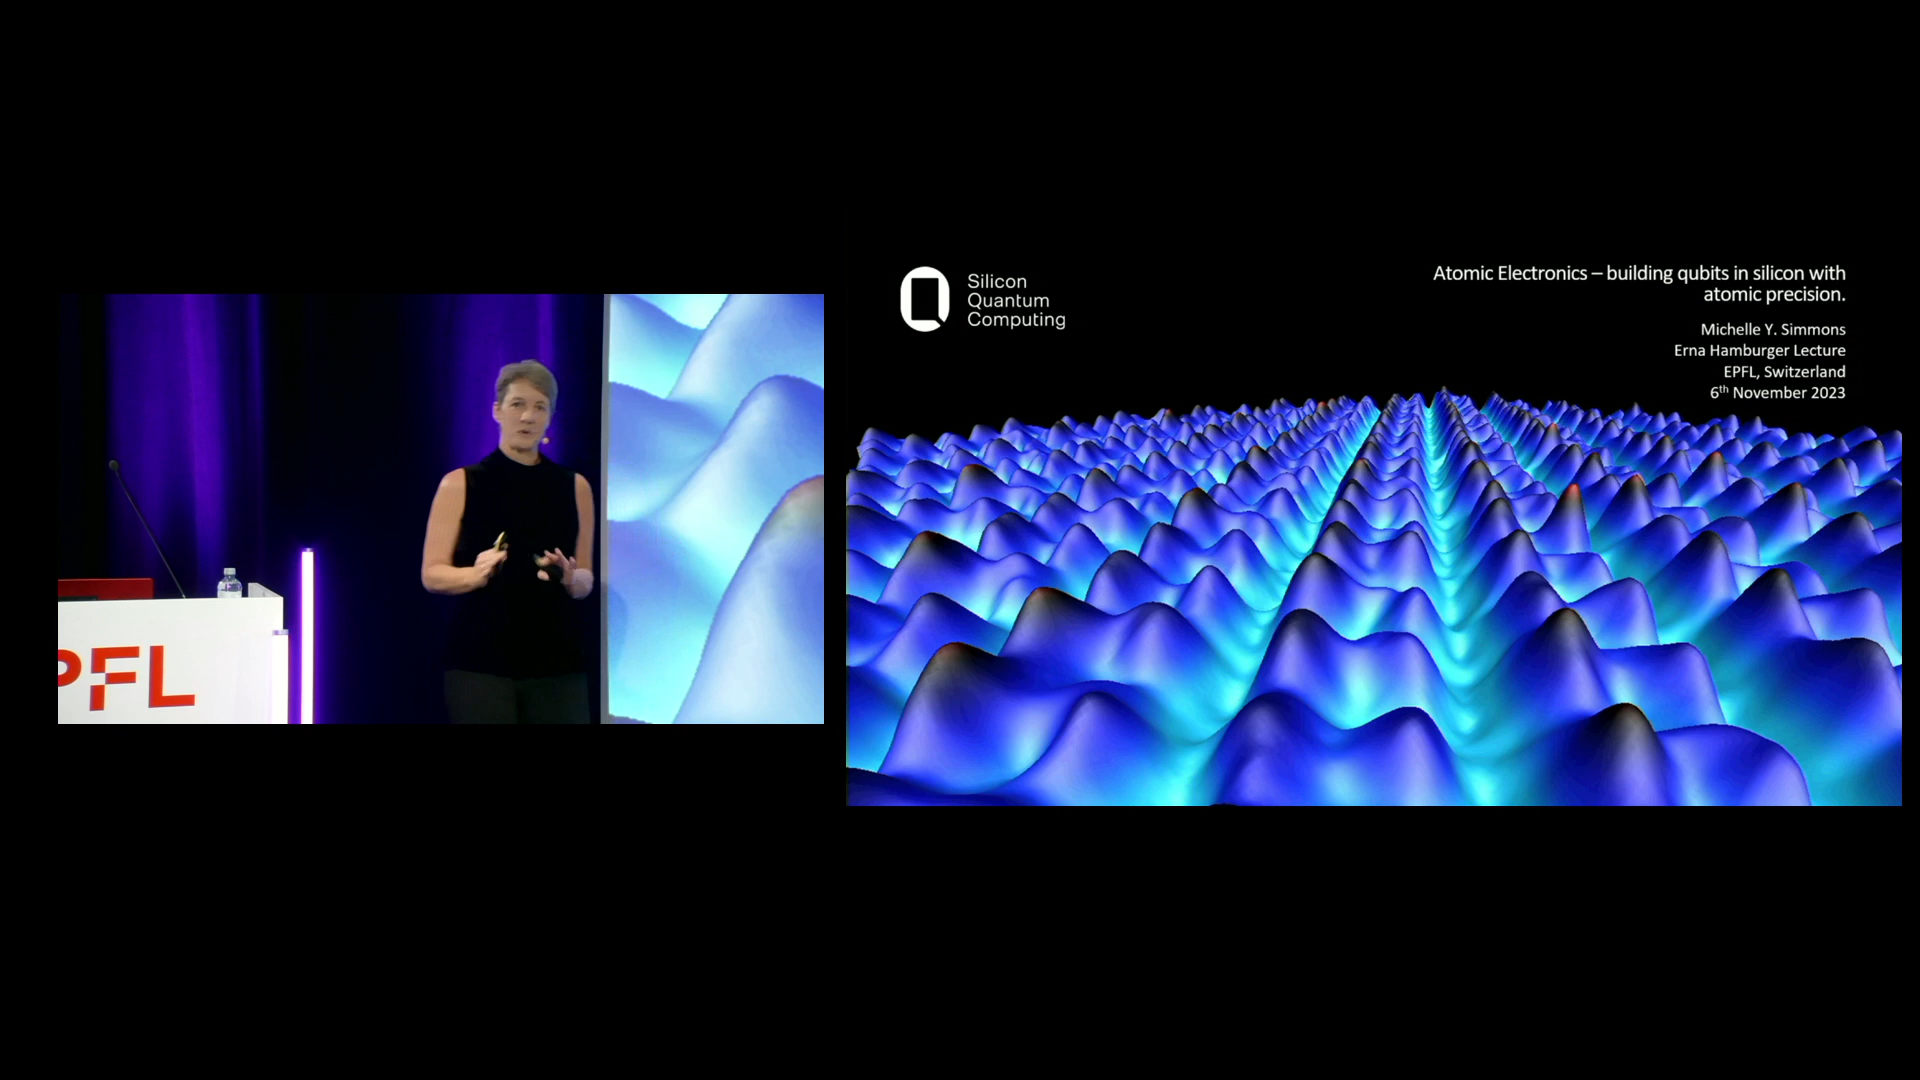 PFL
Silicon
Quantum
Computing
Atomic Electronics – building qubits in silicon with
atomic precision.
Michelle Y. Simmons
Erna Hamburger Lecture
EPFL, Switzerland
6th November 2023